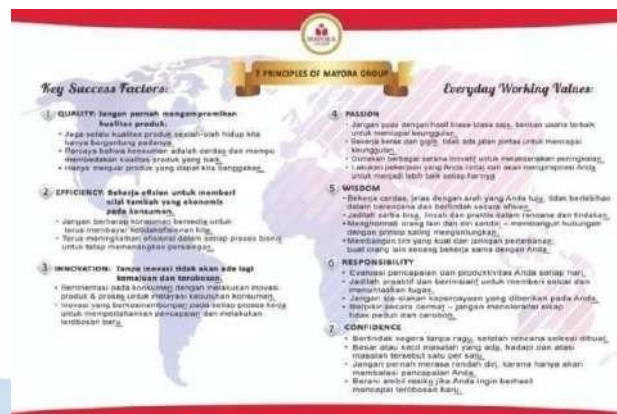 MAYORA
7 PRINCIPLES OF MAYORA GROUP
Key Success Factors:
1 QUALITY: Jangan pernah mengompromikan
kualitas produk.
• Jaga selalu kualitas produk seolah-olah hidup kita
hanya bergantung padanya.
• Percaya bahwa konsumen adalah cerdas dan mampu
membedakan kualitas produk yang baik.
• Hanya menjual produk yang dapat kita banggakan.
2 EFFICIENCY: Bekerja efisien untuk memberi
nilai tambah yang ekonomis
pada konsumen.
• Jangan berharap konsumen bersedia untuk
terus membayar ketidakefisienan kita.
• Terus meningkatkan efisiensi dalam setiap proses bisnis
untuk tetap memenangkan persaingan.
3 INNOVATION: Tanpa inovasi tidak akan ada lagi
kemajuan dan terobosan.
• Berorientasi pada konsumen dengan melakukan inovasi
produk & proses untuk melayani kebutuhan konsumen.
• Inovasi yang berkesinambungan pada setiap proses kerja
untuk mempertahankan pencapaian dan melakukan
terobosan baru.
Everyday Working Values:
4 PASSION
• Jangan puas dengan hasil biasa-biasa saja, berikan usaha terbaik
untuk mencapai keunggulan.
• Bekerja keras dan gigih, tidak ada jalan pintas untuk mencapai
keunggulan.
• Gunakan berbagai sarana inovatif untuk melaksanakan peningkatan.
• Lakukan pekerjaan yang Anda cintai dan akan menginspirasi Anda
untuk menjadi lebih baik setiap harinya
5 WISDOM
• Bekerja cerdas, jelas dengan arah yang Anda tuju, tidak berlebihan
dalam berencana dan bertindak secara efisien.
• Jadilah serba bisa, lincah dan praktis dalam rencana dan tindakan.
• Menghormati orang lain dan diri sendiri – membangun hubungan
dengan prinsip saling menguntungkan.
• Membangun tim yang kuat dan jaringan pertemanan,
buat orang lain senang bekerja sama dengan Anda.
6 RESPONSIBILITY
• Evaluasi pencapaian dan produktivitas Anda setiap hari.
• Jadilah proaktif dan berinisiatif untuk memberi solusi dan
menuntaskan tugas.
• Jangan sia-siakan kepercayaan yang diberikan pada Anda.
• Berpikir secara cermat – jangan mentolerir sikap
tidak peduli dan ceroboh.
7 CONFIDENCE
• Bertindak segera tanpa ragu, setelah rencana selesai dibuat.
• Besar atau kecil masalah yang ada, hadapi dan atasi
masalah tersebut satu per satu.
• Jangan pernah merasa rendah diri, karena hanya akan
membatasi pencapaian Anda.
• Berani ambil resiko jika Anda ingin berhasil
mencapai terobosan baru.